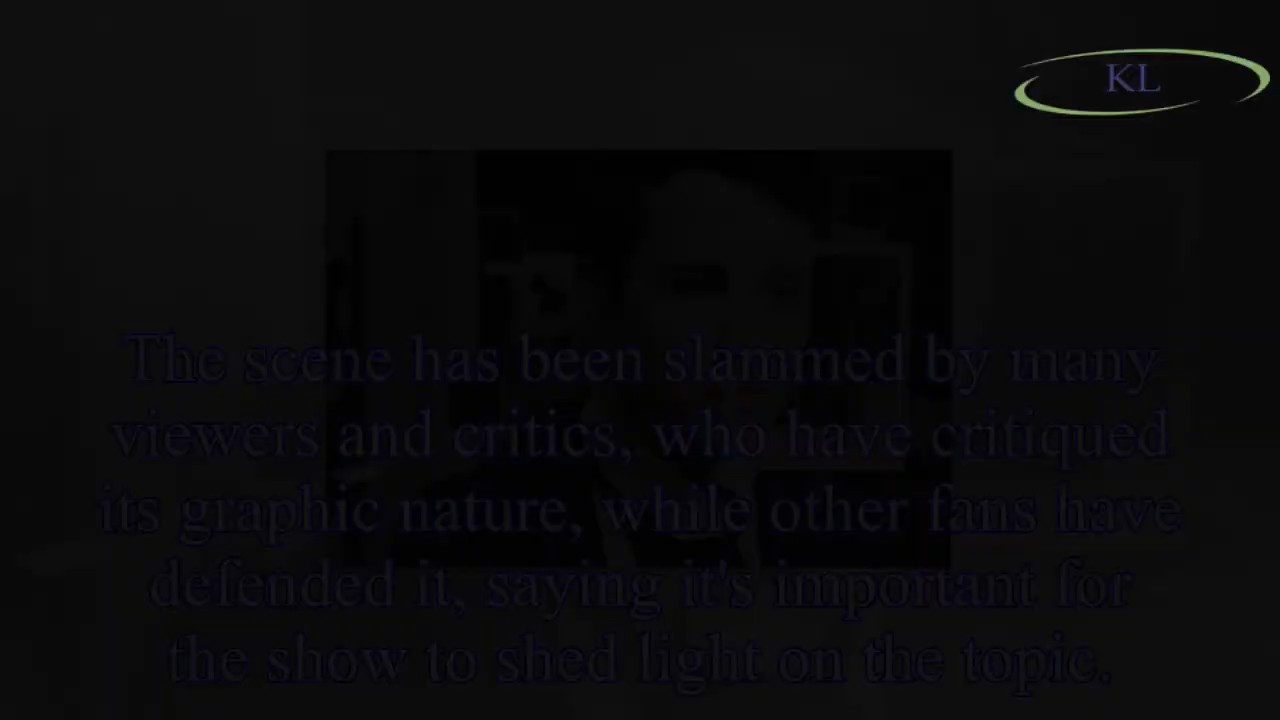 KL
The scene has been slammed by many
viewers and critics, who have critiqued
its graphic nature, while other fans have
defended it, saying it's important for
the show to shed light on the topic.